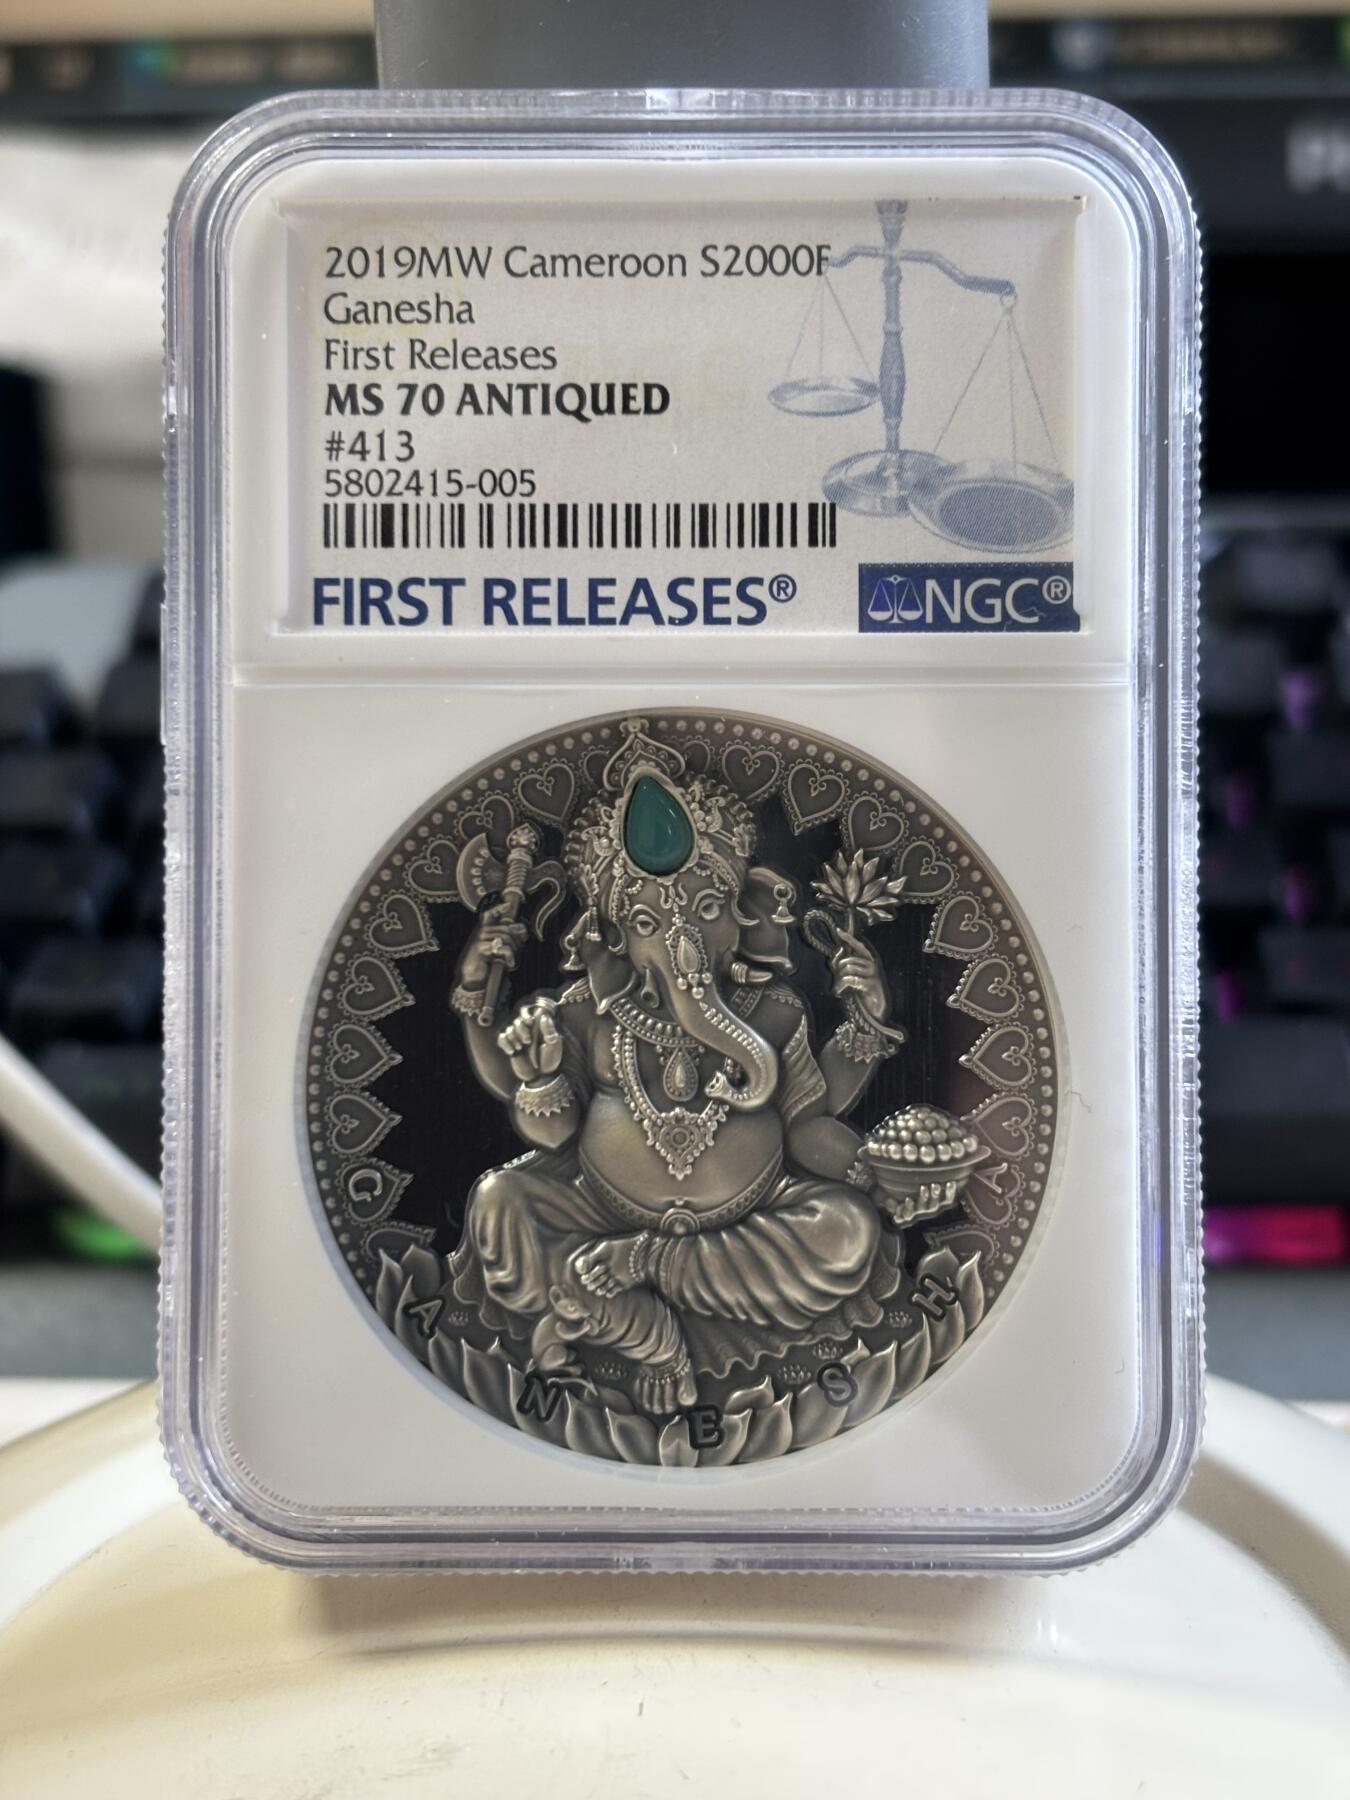 2019MW Cameroon S2000F
Ganesha
First Releases
MS 70 ANTIQUED
#413
5802415-005
FIRST RELEASES® NGC®
GANESHA